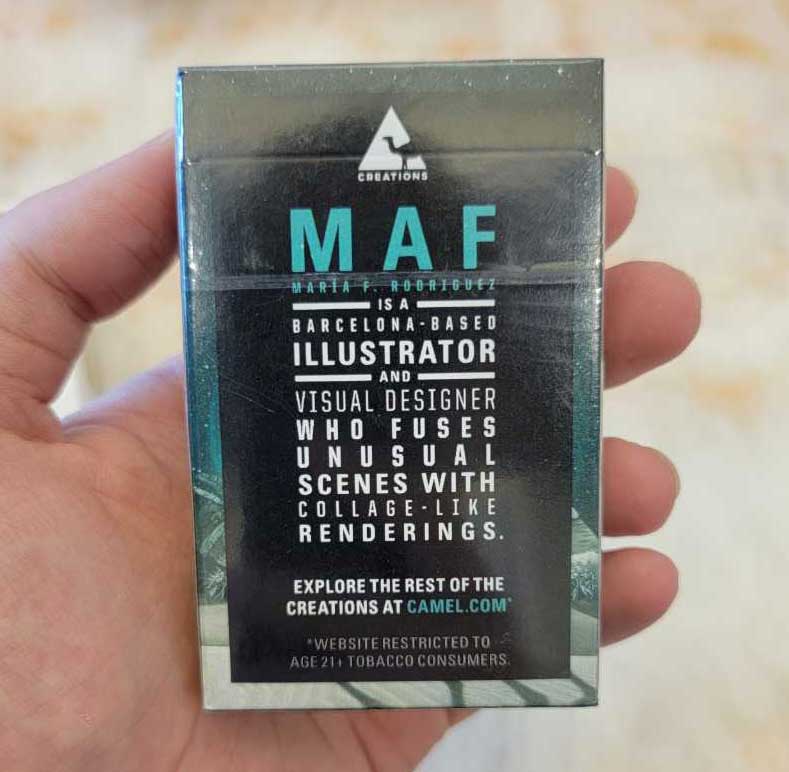 CREATIONS
MAF
MARIA F. RODRIGUEZ
IS A
BARCELONA-BASED
ILLUSTRATOR
AND
VISUAL DESIGNER
WHO FUSES
UNUSUAL
SCENES WITH
COLLAGE-LIKE
RENDERINGS.
EXPLORE THE REST OF THE
CREATIONS AT CAMEL.COM*
*WEBSITE RESTRICTED TO
AGE 21+ TOBACCO CONSUMERS.